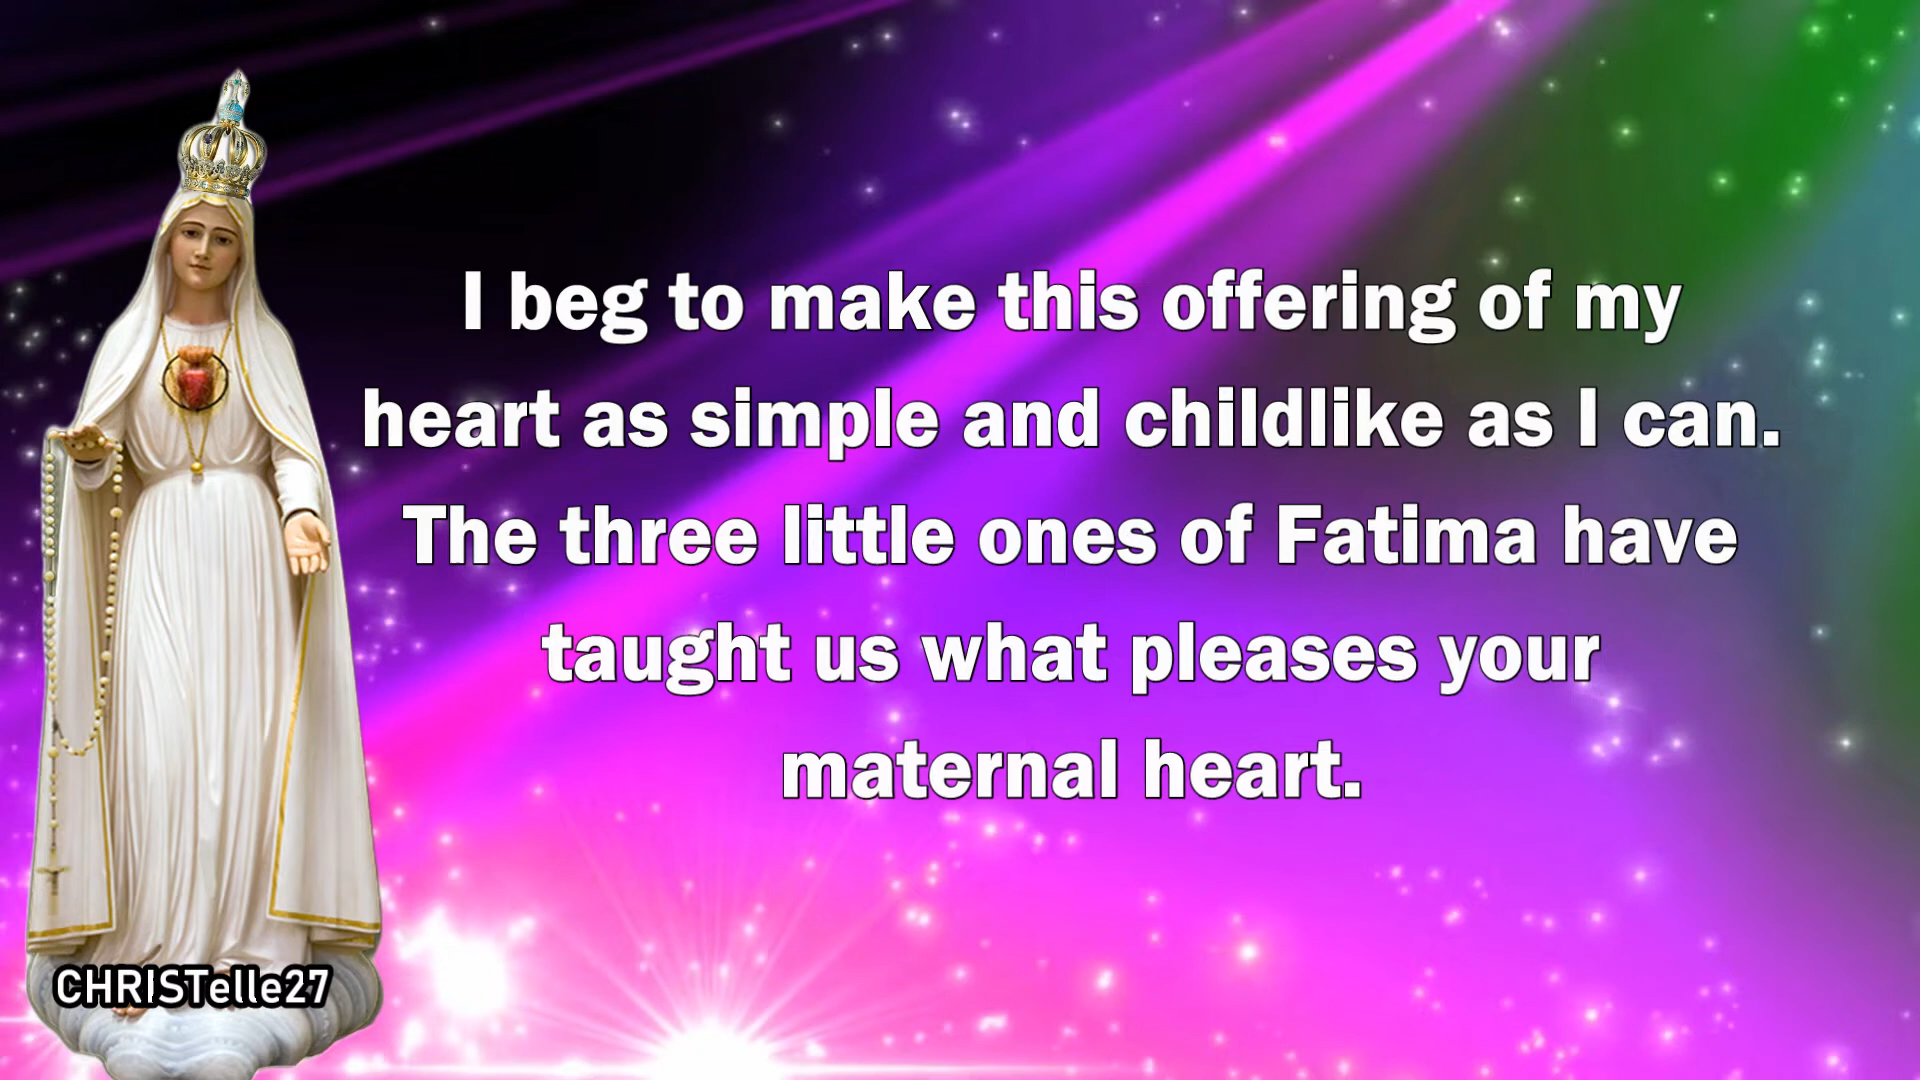 I beg to make this offering of my
heart as simple and childlike as I can.
The three little ones of Fatima have
taught us what pleases your
maternal heart.
CHRISTelle27